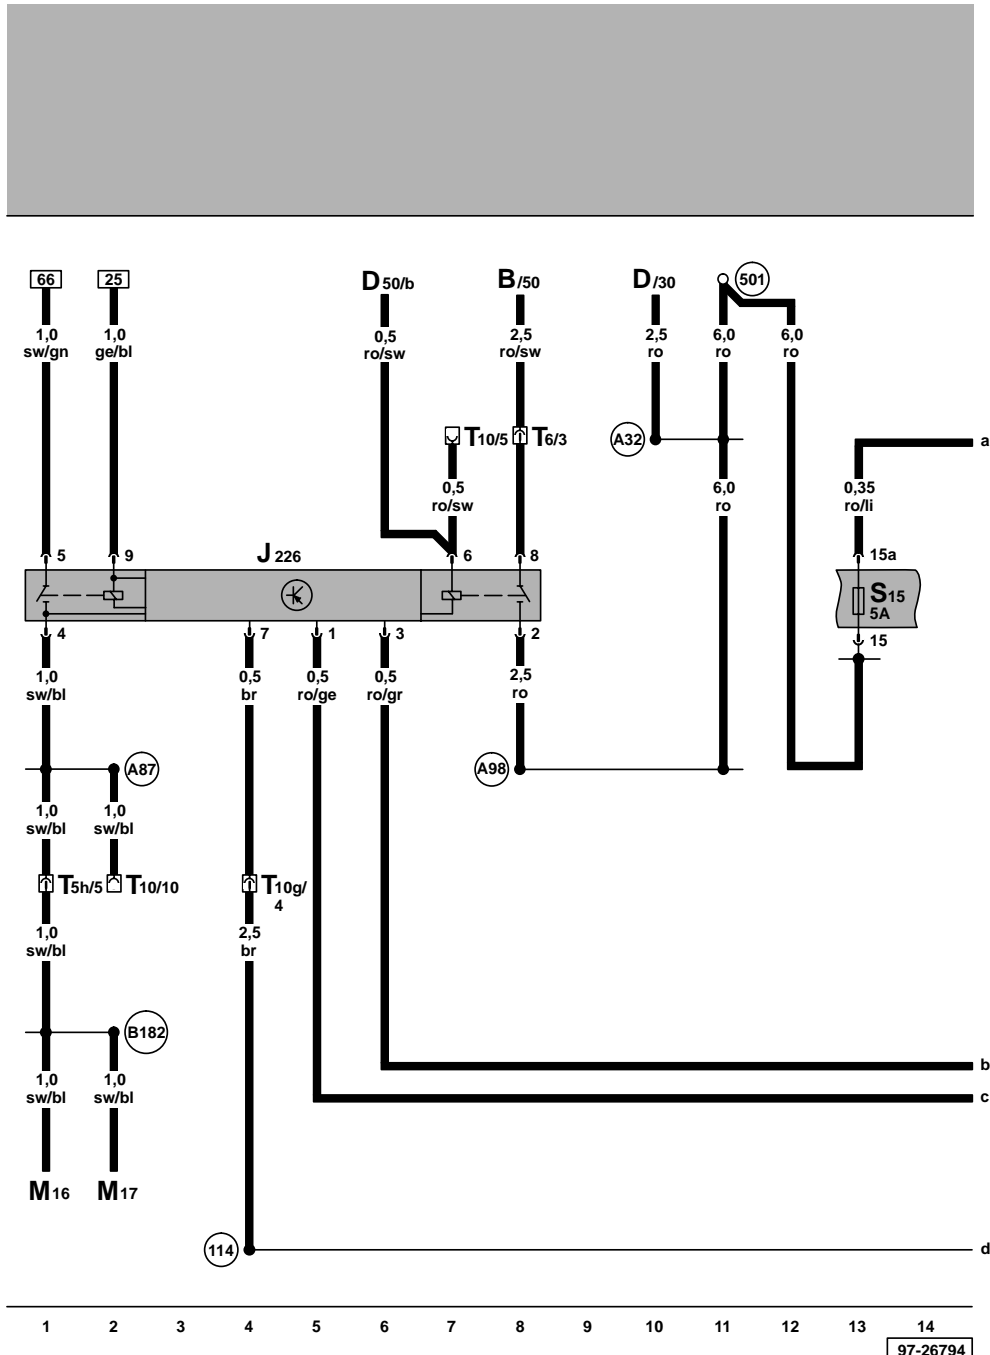 66 25 D 50/b B/50 D/30 501
1,0 1,0 0,5 2,5 2,5 6,0 6,0
sw/gn ge/bl ro/sw ro/sw ro ro ro
T10/5 T6/3 A32 a
0,5 6,0 0,35
ro/sw ro ro/li
5 9 J 226 6 8 15a
S15
5A
4 7 1 3 2 15
1,0 0,5 0,5 0,5 2,5
sw/bl br ro/ge ro/gr ro
A87 A98
1,0 1,0
sw/bl sw/bl
T5h/5 T10/10 T10g/
4
1,0 2,5
sw/bl br
B182
b
1,0 1,0
sw/bl sw/bl
c
M16 M17
114 d
1 2 3 4 5 6 7 8 9 10 11 12 13 14
97-26794